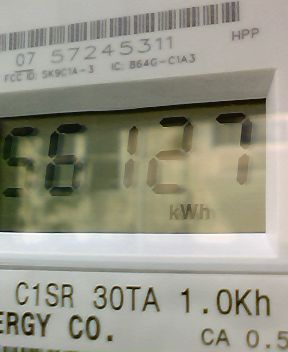 07 57245311
HPP
FCC ID: SK9C1A-3 IC: 864G-C1A3
56127
kWh
C1SR 30TA 1.0Kh
ERGY CO.
CA 0.5